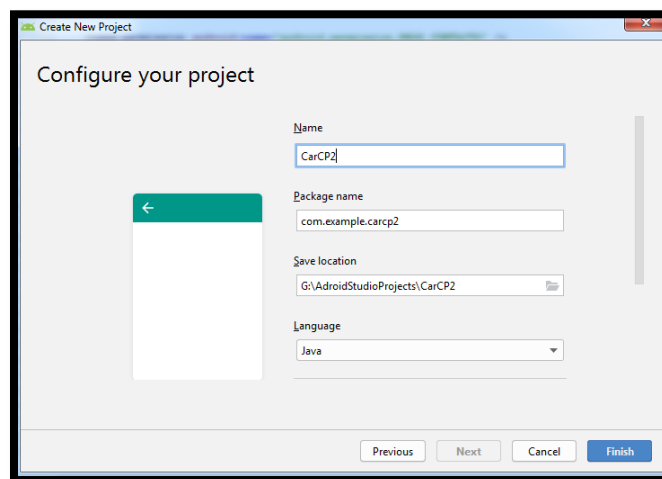 Create New Project
Configure your project
Name
CarCP2
Package name
com.example.carcp2
Save location
G:\AdroidStudioProjects\CarCP2
Language
Java
Previous
Next
Cancel
Finish